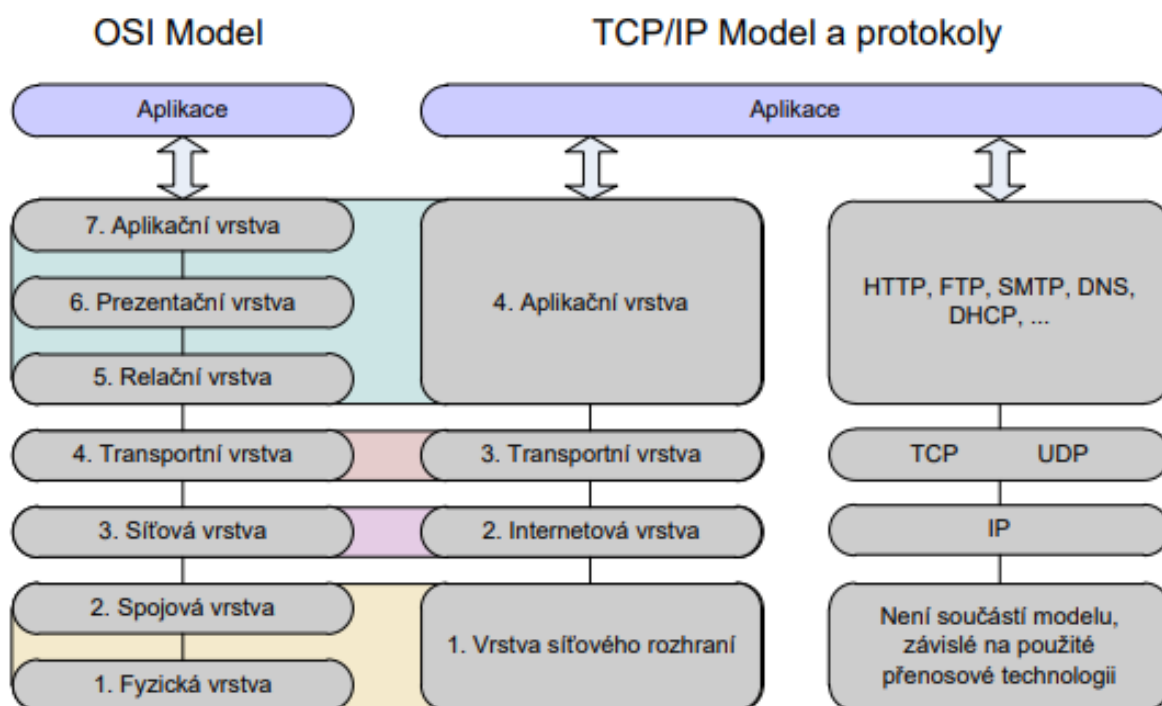 OSI Model
TCP/IP Model a protokoly
Aplikace
Aplikace
7. Aplikační vrstva
6. Prezentační vrstva
5. Relační vrstva
4. Aplikační vrstva
HTTP, FTP, SMTP, DNS,
DHCP, ...
4. Transportní vrstva
3. Transportní vrstva
TCP UDP
3. Síťová vrstva
2. Internetová vrstva
IP
2. Spojová vrstva
1. Fyzická vrstva
1. Vrstva síťového rozhraní
Není součástí modelu,
závislé na použité
přenosové technologii